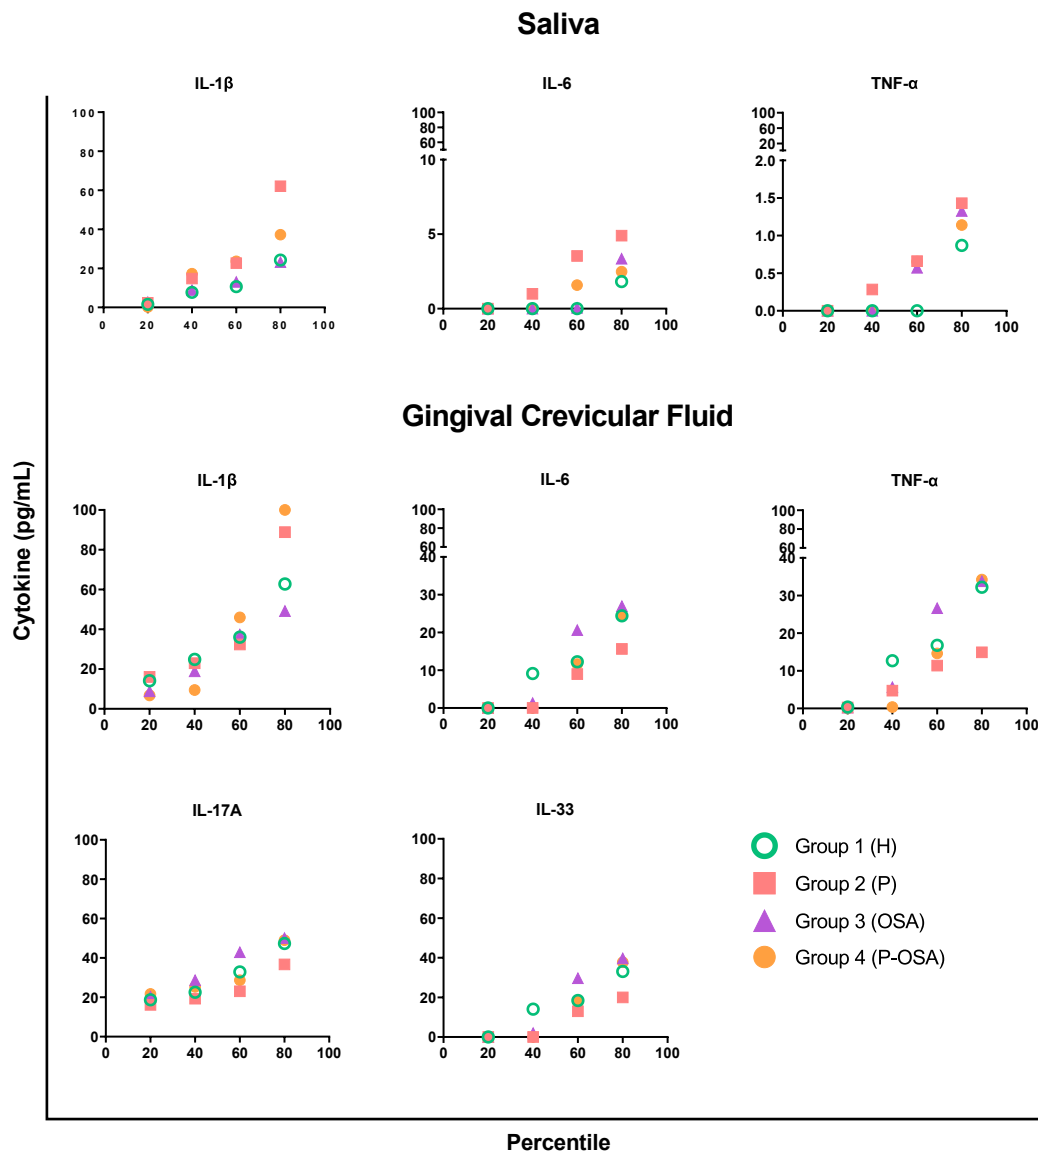 Saliva
IL-1β
IL-6
TNF-α
100
80
60
40
20
0
0 20 40 60 80 100
100
80
60
10
5
0
0 20 40 60 80 100
100
80
60
20
2.0
1.5
1.0
0.5
0.0
0 20 40 60 80 100
Gingival Crevicular Fluid
IL-1β
IL-6
TNF-α
100
80
60
40
20
0
0 20 40 60 80 100
100
80
60
40
30
20
10
0
0 20 40 60 80 100
100
80
60
40
30
20
10
0
0 20 40 60 80 100
IL-17A
IL-33
100
80
60
40
20
0
0 20 40 60 80 100
100
80
60
40
20
0
0 20 40 60 80 100
Group 1 (H)
Group 2 (P)
Group 3 (OSA)
Group 4 (P-OSA)
Cytokine (pg/mL)
Percentile